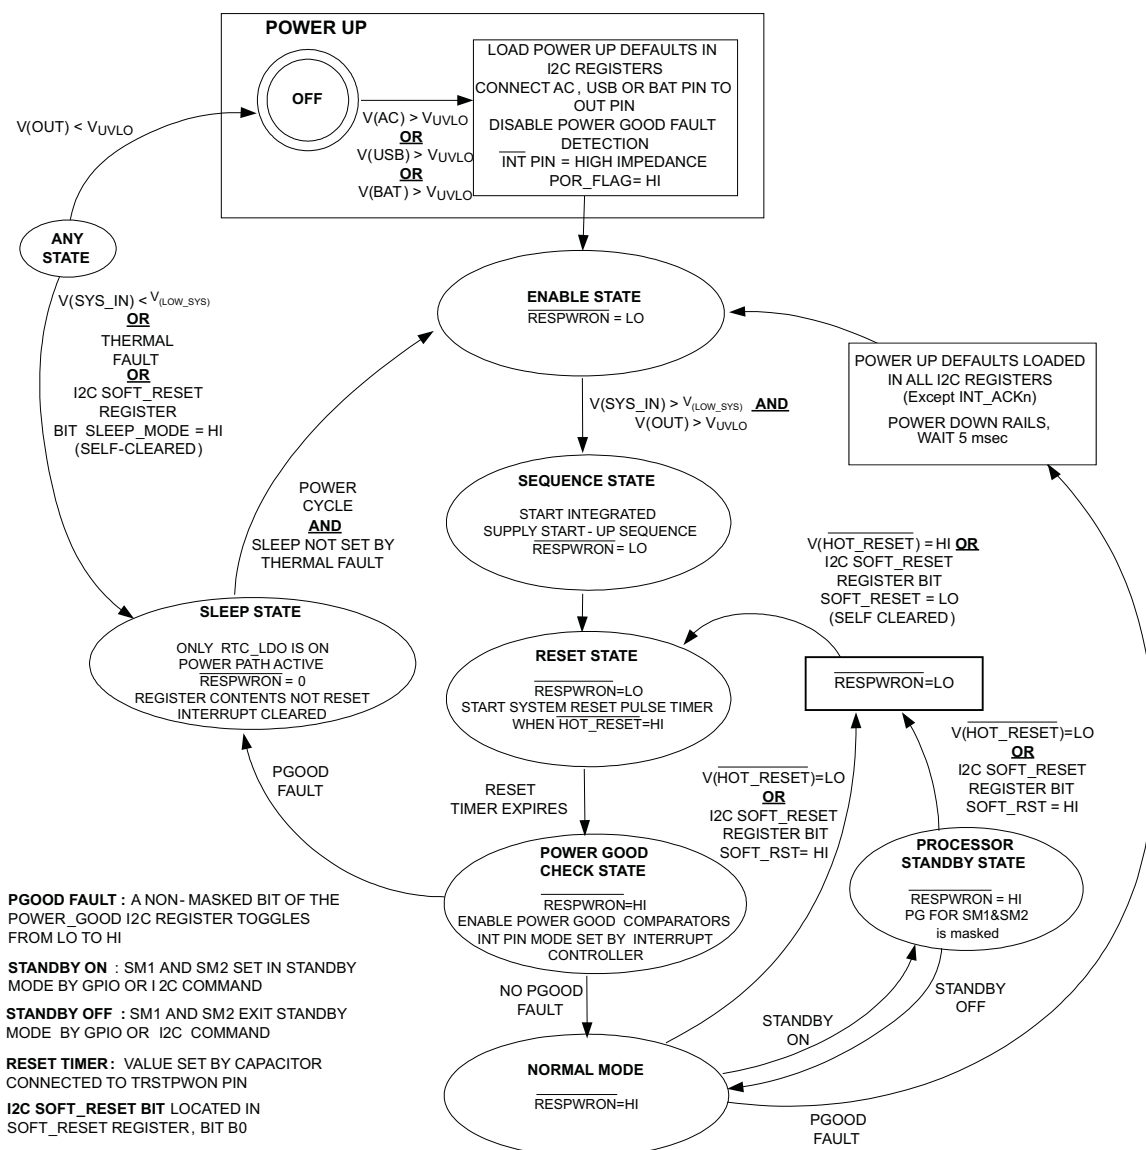 POWER UP
OFF
V(AC) > VUVLO
OR
V(USB) > VUVLO
OR
V(BAT) > VUVLO
LOAD POWER UP DEFAULTS IN
I2C REGISTERS
CONNECT AC, USB OR BAT PIN TO
OUT PIN
DISABLE POWER GOOD FAULT
DETECTION
INT PIN = HIGH IMPEDANCE
POR_FLAG= HI
V(OUT) < VUVLO
ANY
STATE
V(SYS_IN) < V(LOW_SYS)
OR
THERMAL
FAULT
OR
I2C SOFT_RESET
REGISTER
BIT SLEEP_MODE = HI
(SELF-CLEARED)
ENABLE STATE
RESPWRON = LO
V(SYS_IN) > V(LOW_SYS) AND
V(OUT) > VUVLO
POWER UP DEFAULTS LOADED
IN ALL I2C REGISTERS
(Except INT_ACKn)
POWER DOWN RAILS,
WAIT 5 msec
SEQUENCE STATE
START INTEGRATED
SUPPLY START-UP SEQUENCE
RESPWRON = LO
POWER
CYCLE
AND
SLEEP NOT SET BY
THERMAL FAULT
V(HOT_RESET) = HI OR
I2C SOFT_RESET
REGISTER BIT
SOFT_RESET = LO
(SELF CLEARED)
SLEEP STATE
ONLY RTC_LDO IS ON
POWER PATH ACTIVE
RESPWRON = 0
REGISTER CONTENTS NOT RESET
INTERRUPT CLEARED
RESET STATE
RESPWRON=LO
START SYSTEM RESET PULSE TIMER
WHEN HOT_RESET=HI
RESPWRON=LO
PGOOD
FAULT
RESET
TIMER EXPIRES
V(HOT_RESET)=LO
OR
I2C SOFT_RESET
REGISTER BIT
SOFT_RST= HI
V(HOT_RESET)=LO
OR
I2C SOFT_RESET
REGISTER BIT
SOFT_RST = HI
POWER GOOD
CHECK STATE
RESPWRON=HI
ENABLE POWER GOOD COMPARATORS
INT PIN MODE SET BY INTERRUPT
CONTROLLER
PROCESSOR
STANDBY STATE
RESPWRON = HI
PG FOR SM1&SM2
is masked
NO PGOOD
FAULT
STANDBY
ON
STANDBY
OFF
NORMAL MODE
RESPWRON=HI
PGOOD
FAULT
PGOOD FAULT : A NON-MASKED BIT OF THE
POWER_GOOD I2C REGISTER TOGGLES
FROM LO TO HI
STANDBY ON : SM1 AND SM2 SET IN STANDBY
MODE BY GPIO OR I2C COMMAND
STANDBY OFF : SM1 AND SM2 EXIT STANDBY
MODE BY GPIO OR I2C COMMAND
RESET TIMER: VALUE SET BY CAPACITOR
CONNECTED TO TRSTPWON PIN
I2C SOFT_RESET BIT LOCATED IN
SOFT_RESET REGISTER, BIT B0